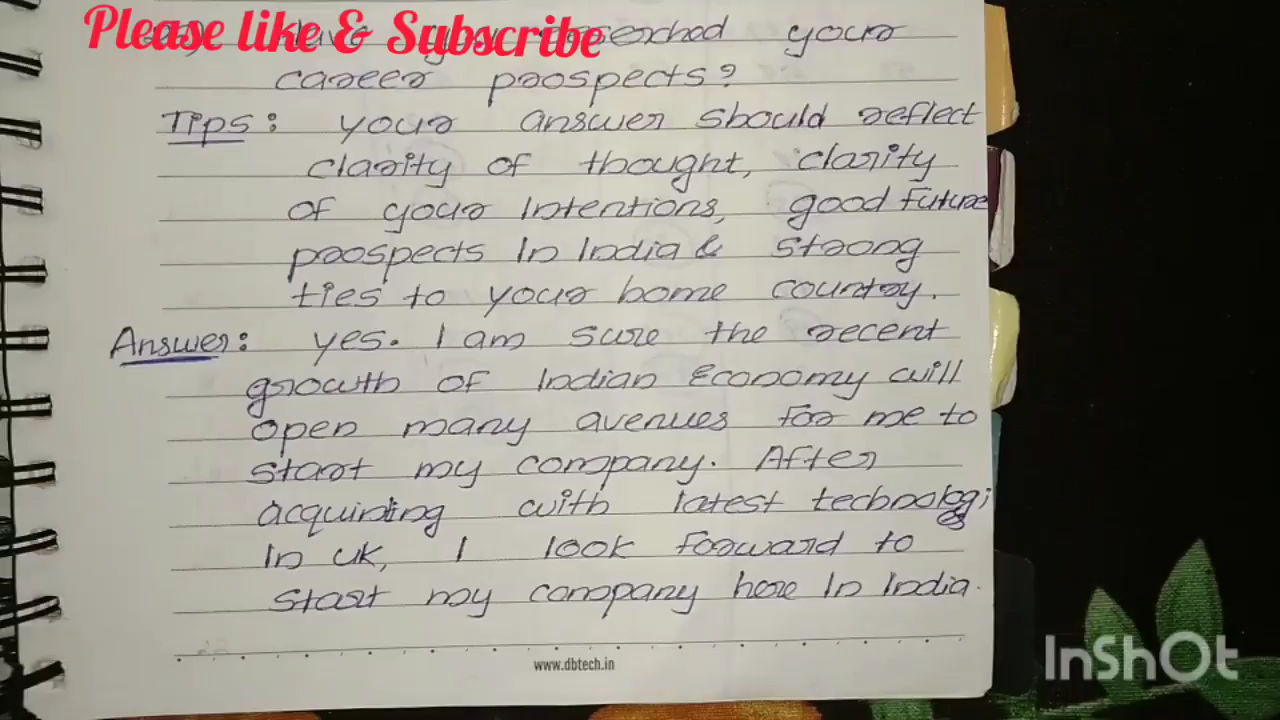 Please like & Subscribe
your
career prospects?
Tips: your answer should reflect
clarity of thought, clarity
of your Intentions, good future
prospects In India &  strong
ties to your home country.
Answer: yes. I am sure the recent
growth of Indian Economy will
open many avenues for me to
start my company. After
acquinting with latest technologies
In UK, I look forward to
start my company here In India.
www.dbtech.in
InShOt